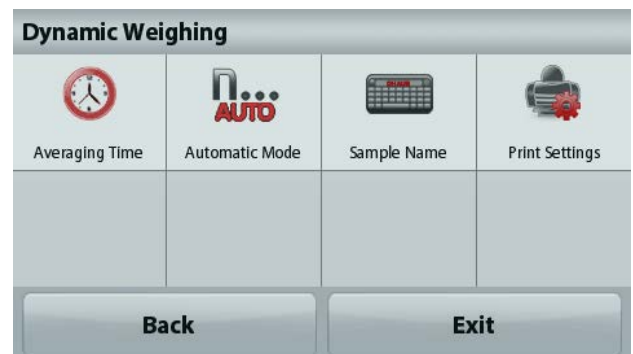 Dynamic Weighing
n...
AUTO
Averaging Time
Automatic Mode
Sample Name
Print Settings
Back
Exit